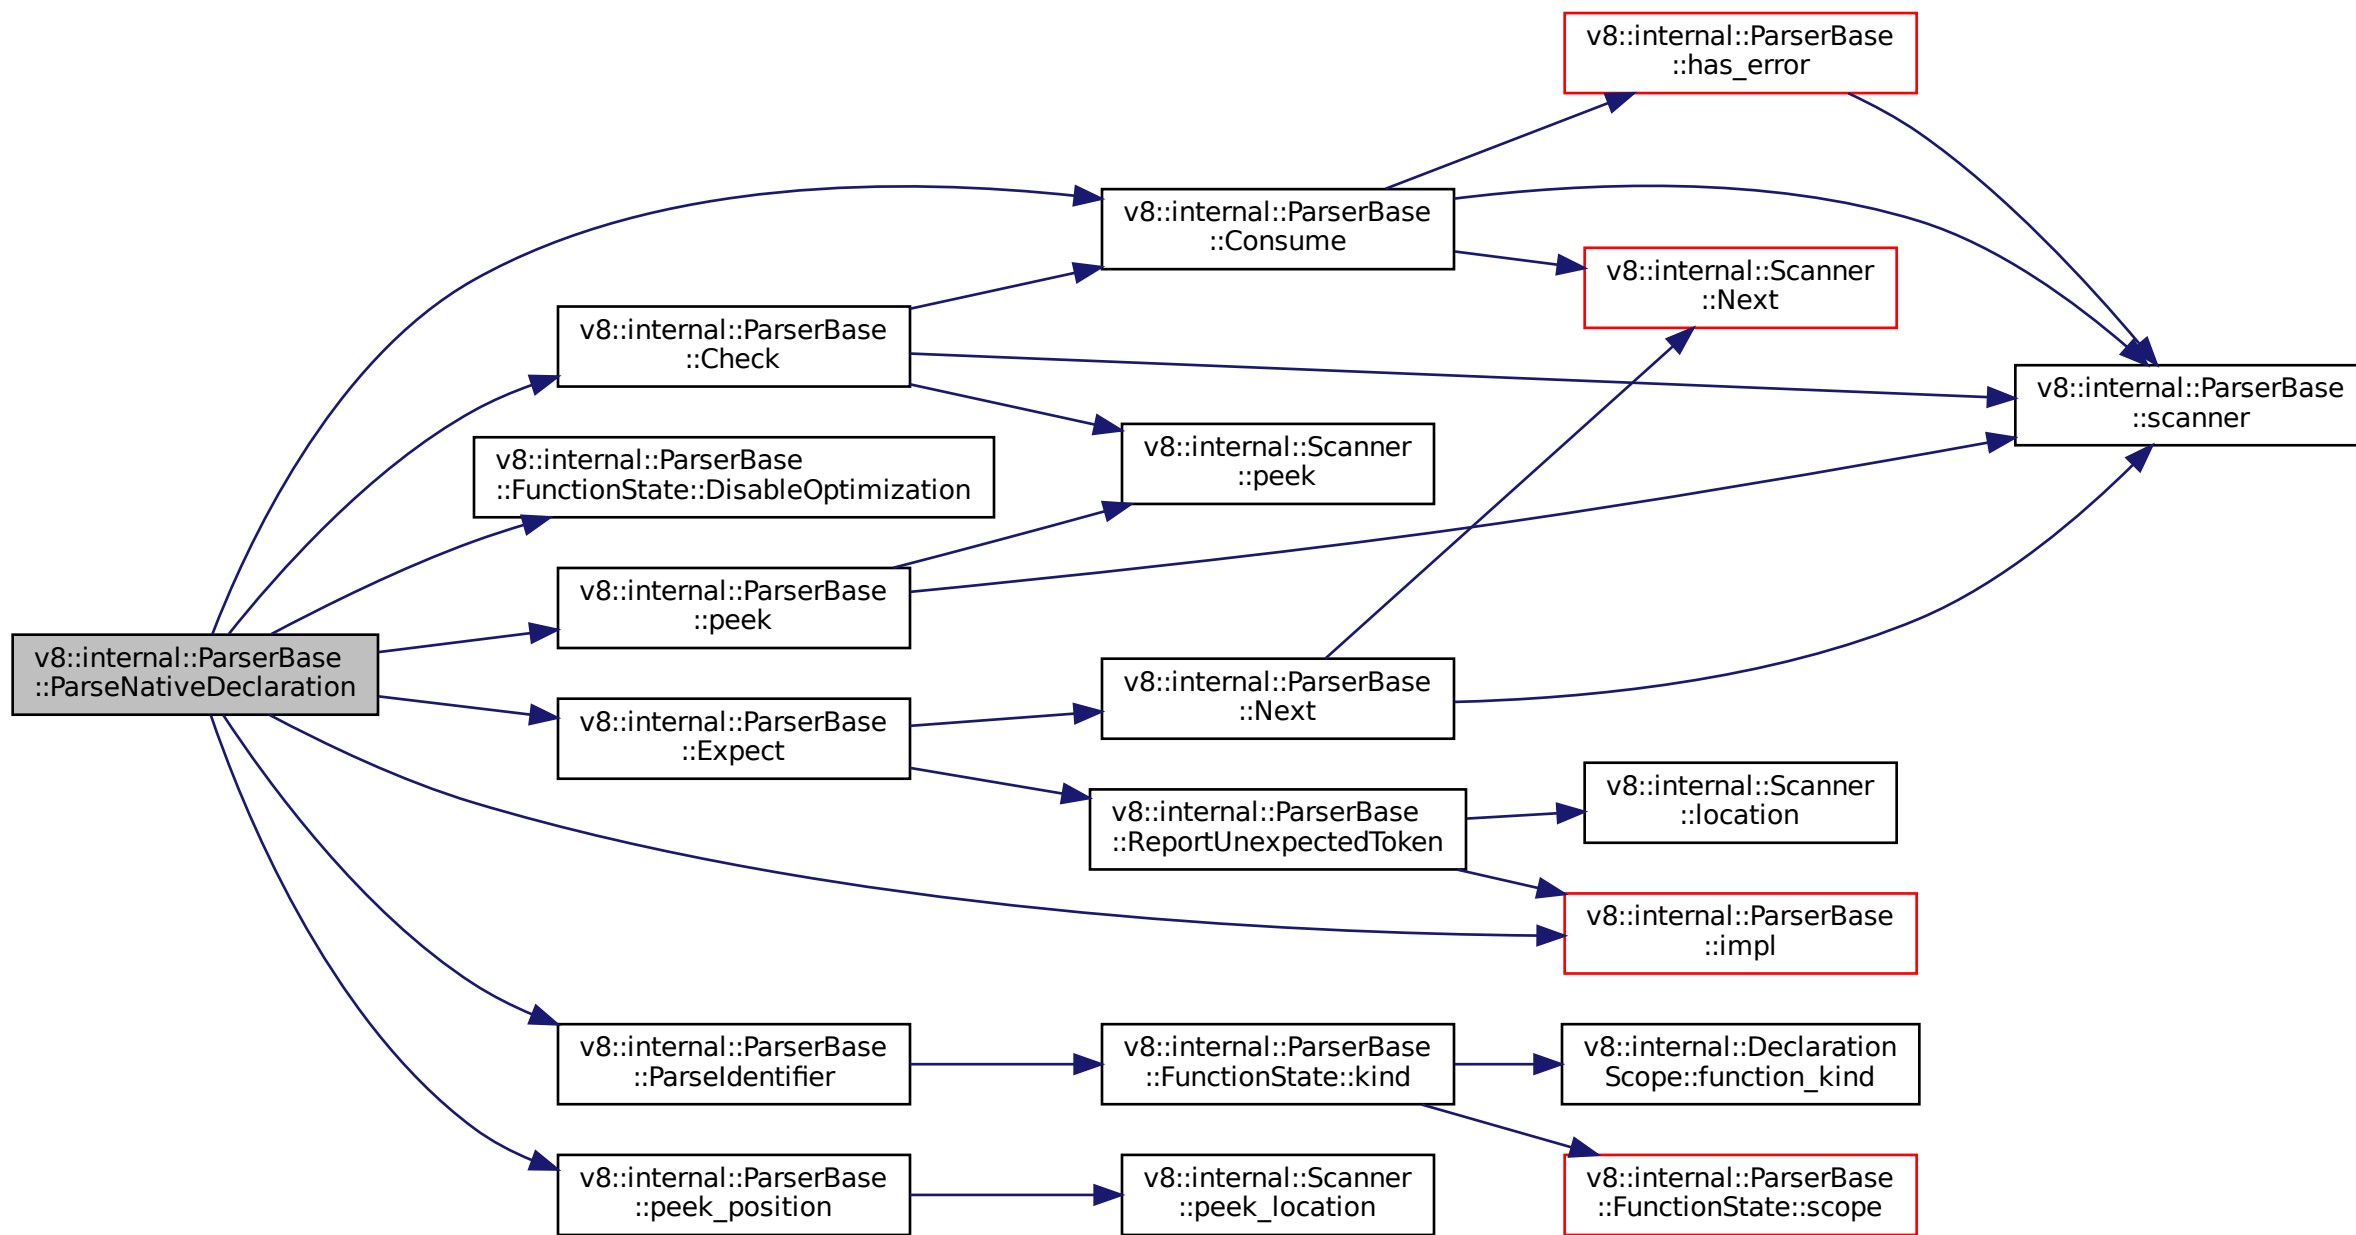 v8::internal::ParserBase
::has_error
v8::internal::ParserBase
::Consume
v8::internal::Scanner
::Next
v8::internal::ParserBase
::Check
v8::internal::ParserBase
::scanner
v8::internal::ParserBase
::FunctionState::DisableOptimization
v8::internal::Scanner
::peek
v8::internal::ParserBase
::peek
v8::internal::ParserBase
::ParseNativeDeclaration
v8::internal::ParserBase
::Next
v8::internal::ParserBase
::Expect
v8::internal::Scanner
::location
v8::internal::ParserBase
::ReportUnexpectedToken
v8::internal::ParserBase
::impl
v8::internal::ParserBase
::ParseIdentifier
v8::internal::ParserBase
::FunctionState::kind
v8::internal::Declaration
Scope::function_kind
v8::internal::ParserBase
::peek_position
v8::internal::Scanner
::peek_location
v8::internal::ParserBase
::FunctionState::scope